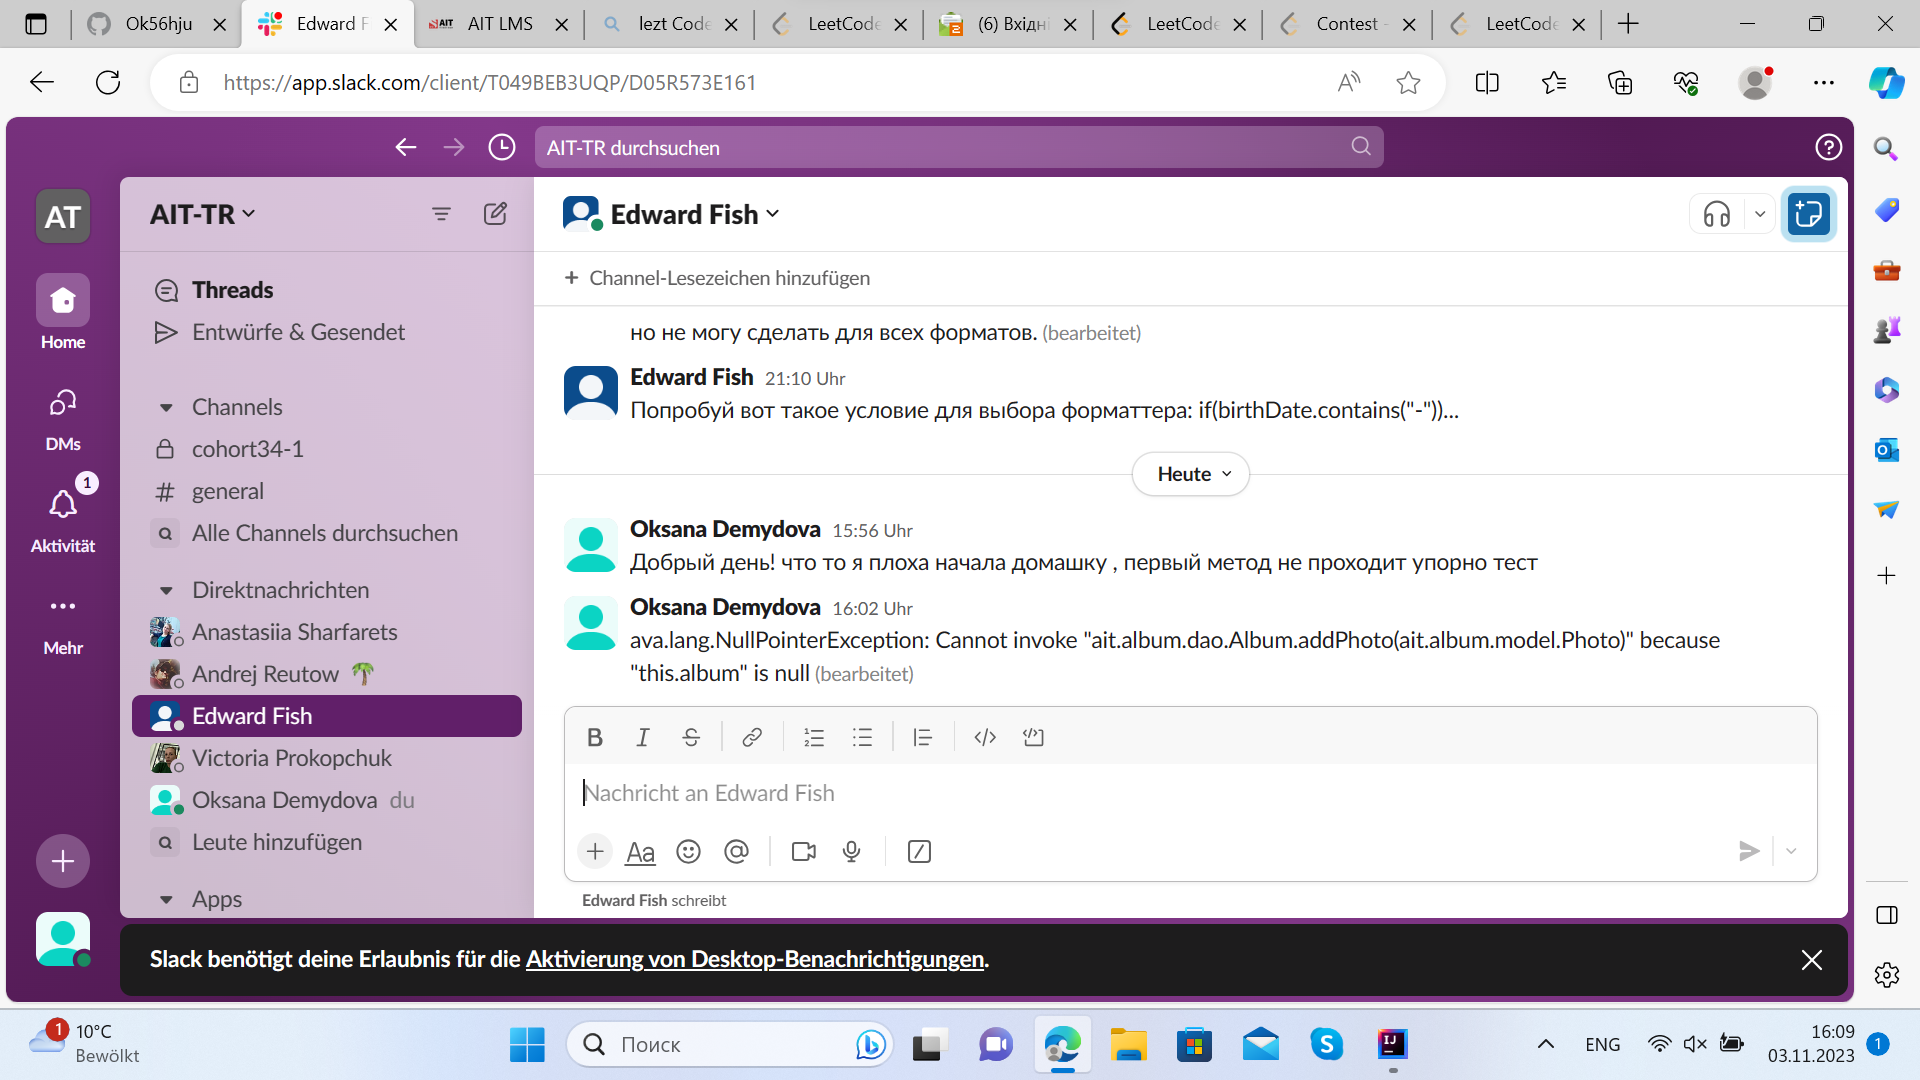 Ok56hju
Edward F
AIT LMS
lezt Code
LeetCode
(6) Вхідні
LeetCode
Contest -
LeetCode
https://app.slack.com/client/T049BEB3UQP/D05R573E161
AIT-TR durchsuchen
AT
Home
DMs
1
Aktivität
Mehr
AIT-TR
Threads
Entwürfe & Gesendet
Channels
cohort34-1
general
Alle Channels durchsuchen
Direktnachrichten
Anastasiia Sharfarets
Andrej Reutow
Edward Fish
Victoria Prokopchuk
Oksana Demydova du
Leute hinzufügen
Apps
Edward Fish
Channel-Lesezeichen hinzufügen
но не могу сделать для всех форматов. (bearbeitet)
Edward Fish 21:10 Uhr
Попробуй вот такое условие для выбора форматтера: if(birthDate.contains("-"))...
Heute
Oksana Demydova 15:56 Uhr
Добрый день! что то я плоха начала домашку , первый метод не проходит упорно тест
Oksana Demydova 16:02 Uhr
ava.lang.NullPointerException: Cannot invoke "ait.album.dao.Album.addPhoto(ait.album.model.Photo)" because
"this.album" is null (bearbeitet)
Nachricht an Edward Fish
Aa
Edward Fish schreibt
Slack benötigt deine Erlaubnis für die Aktivierung von Desktop-Benachrichtigungen.
1
10°C
Bewölkt
Поиск
ENG
16:09
03.11.2023
1